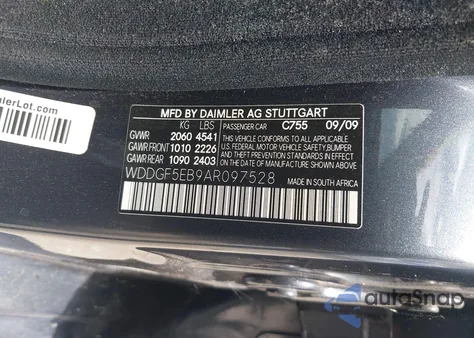 alerLot.com
MFD BY DAIMLER AG STUTTGART
KG LBS
GVWR 2060 4541
GAWR FRONT 1010 2226
GAWR REAR 1090 2403
PASSENGER CAR C755 09/09
THIS VEHICLE CONFORMS TO ALL APPLICABLE
U.S. FEDERAL MOTOR VEHICLE SAFETY, BUMPER
AND THEFT PREVENTION STANDARDS IN EFFECT
ON THE DATE OF MANUFACTURE SHOWN ABOVE.
WDDGF5EB9AR097528
MADE IN SOUTH AFRICA
autoSnap